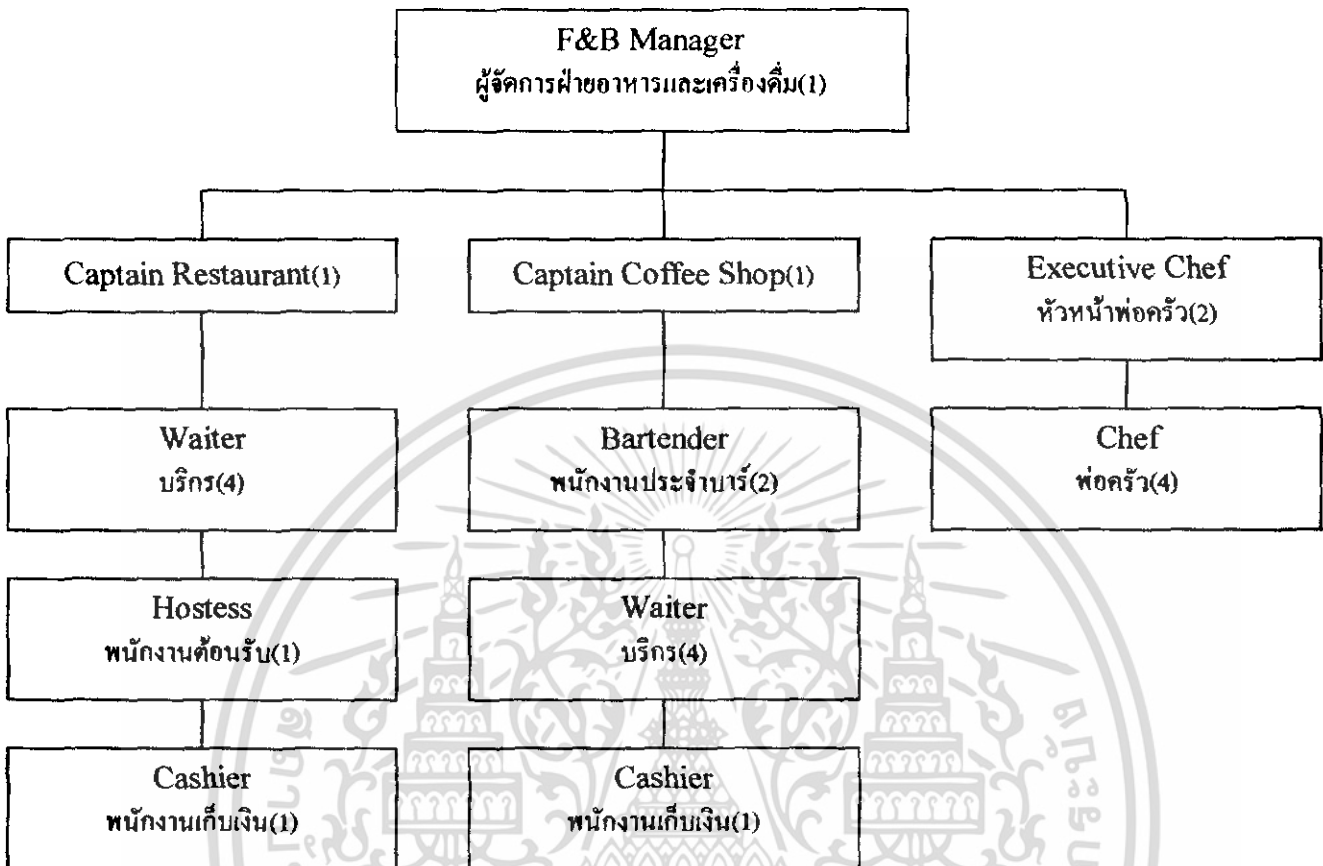 F&B Manager
ผู้จัดการฝ่ายอาหารและเครื่องดื่ม(1)
Captain Restaurant(1)
Captain Coffee Shop(1)
Executive Chef
หัวหน้าพ่อครัว(2)
Waiter
บริกร(4)
Bartender
พนักงานประจำบาร์(2)
Chef
พ่อครัว(4)
Hostess
พนักงานต้อนรับ(1)
Waiter
บริกร(4)
Cashier
พนักงานเก็บเงิน(1)
Cashier
พนักงานเก็บเงิน(1)